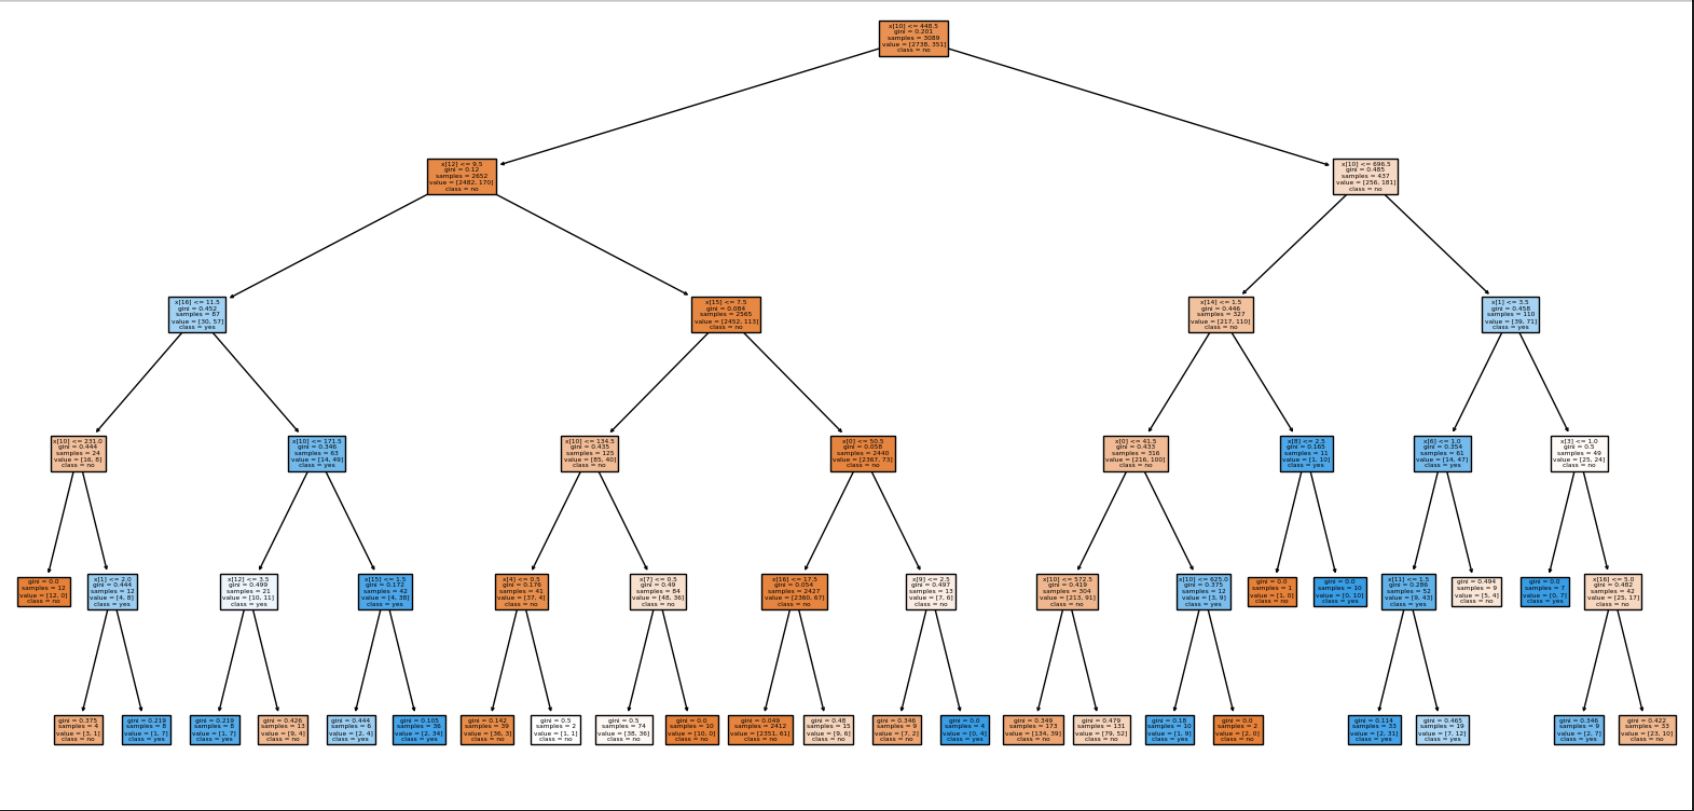 x[10] <= 448.5
gini = 0.201
samples = 3089
value = [2738, 351]
class = no
x[12] <= 9.5
gini = 0.12
samples = 2652
value = [2482, 170]
class = no
x[10] <= 696.5
gini = 0.485
samples = 437
value = [256, 181]
class = no
x[16] <= 11.5
gini = 0.452
samples = 87
value = [30, 57]
class = yes
x[15] <= 7.5
gini = 0.084
samples = 2565
value = [2452, 113]
class = no
x[14] <= 1.5
gini = 0.446
samples = 327
value = [217, 110]
class = no
x[1] <= 3.5
gini = 0.458
samples = 110
value = [39, 71]
class = yes
x[10] <= 231.0
gini = 0.444
samples = 24
value = [16, 8]
class = no
x[10] <= 171.5
gini = 0.346
samples = 63
value = [14, 49]
class = yes
x[10] <= 134.5
gini = 0.435
samples = 125
value = [85, 40]
class = no
x[0] <= 50.5
gini = 0.058
samples = 2440
value = [2367, 73]
class = no
x[0] <= 41.5
gini = 0.433
samples = 316
value = [216, 100]
class = no
x[8] <= 2.5
gini = 0.165
samples = 11
value = [1, 10]
class = yes
x[6] <= 1.0
gini = 0.354
samples = 61
value = [14, 47]
class = yes
x[3] <= 1.0
gini = 0.5
samples = 49
value = [25, 24]
class = no
gini = 0.0
samples = 12
value = [12, 0]
class = no
x[1] <= 2.0
gini = 0.444
samples = 12
value = [4, 8]
class = yes
x[12] <= 3.5
gini = 0.499
samples = 21
value = [10, 11]
class = yes
x[15] <= 1.5
gini = 0.172
samples = 42
value = [4, 38]
class = yes
x[4] <= 0.5
gini = 0.176
samples = 41
value = [37, 4]
class = no
x[7] <= 0.5
gini = 0.49
samples = 84
value = [48, 36]
class = no
x[16] <= 17.5
gini = 0.054
samples = 2427
value = [2360, 67]
class = no
x[9] <= 2.5
gini = 0.497
samples = 13
value = [7, 6]
class = no
x[10] <= 572.5
gini = 0.419
samples = 304
value = [213, 91]
class = no
x[10] <= 625.0
gini = 0.375
samples = 12
value = [3, 9]
class = yes
gini = 0.0
samples = 1
value = [1, 0]
class = no
gini = 0.0
samples = 10
value = [0, 10]
class = yes
x[11] <= 1.5
gini = 0.286
samples = 52
value = [9, 43]
class = yes
gini = 0.494
samples = 9
value = [5, 4]
class = no
gini = 0.0
samples = 7
value = [0, 7]
class = yes
x[16] <= 5.0
gini = 0.482
samples = 42
value = [25, 17]
class = no
gini = 0.375
samples = 4
value = [3, 1]
class = no
gini = 0.219
samples = 8
value = [1, 7]
class = yes
gini = 0.219
samples = 8
value = [1, 7]
class = yes
gini = 0.426
samples = 13
value = [9, 4]
class = no
gini = 0.444
samples = 6
value = [2, 4]
class = yes
gini = 0.105
samples = 36
value = [2, 34]
class = yes
gini = 0.142
samples = 39
value = [36, 3]
class = no
gini = 0.5
samples = 2
value = [1, 1]
class = no
gini = 0.5
samples = 74
value = [38, 36]
class = no
gini = 0.0
samples = 10
value = [10, 0]
class = no
gini = 0.049
samples = 2412
value = [2351, 61]
class = no
gini = 0.48
samples = 15
value = [9, 6]
class = no
gini = 0.346
samples = 9
value = [7, 2]
class = no
gini = 0.0
samples = 4
value = [0, 4]
class = yes
gini = 0.349
samples = 173
value = [134, 39]
class = no
gini = 0.479
samples = 131
value = [79, 52]
class = no
gini = 0.18
samples = 10
value = [1, 9]
class = yes
gini = 0.0
samples = 2
value = [2, 0]
class = no
gini = 0.114
samples = 33
value = [2, 31]
class = yes
gini = 0.465
samples = 19
value = [7, 12]
class = yes
gini = 0.346
samples = 9
value = [2, 7]
class = yes
gini = 0.422
samples = 33
value = [23, 10]
class = no